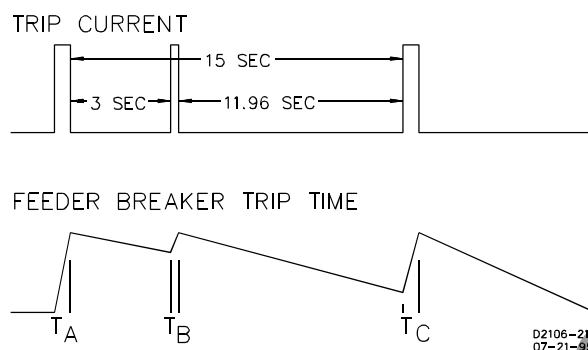 TRIP CURRENT
15 SEC
3 SEC
11.96 SEC
FEEDER BREAKER TRIP TIME
TA
TB
TC